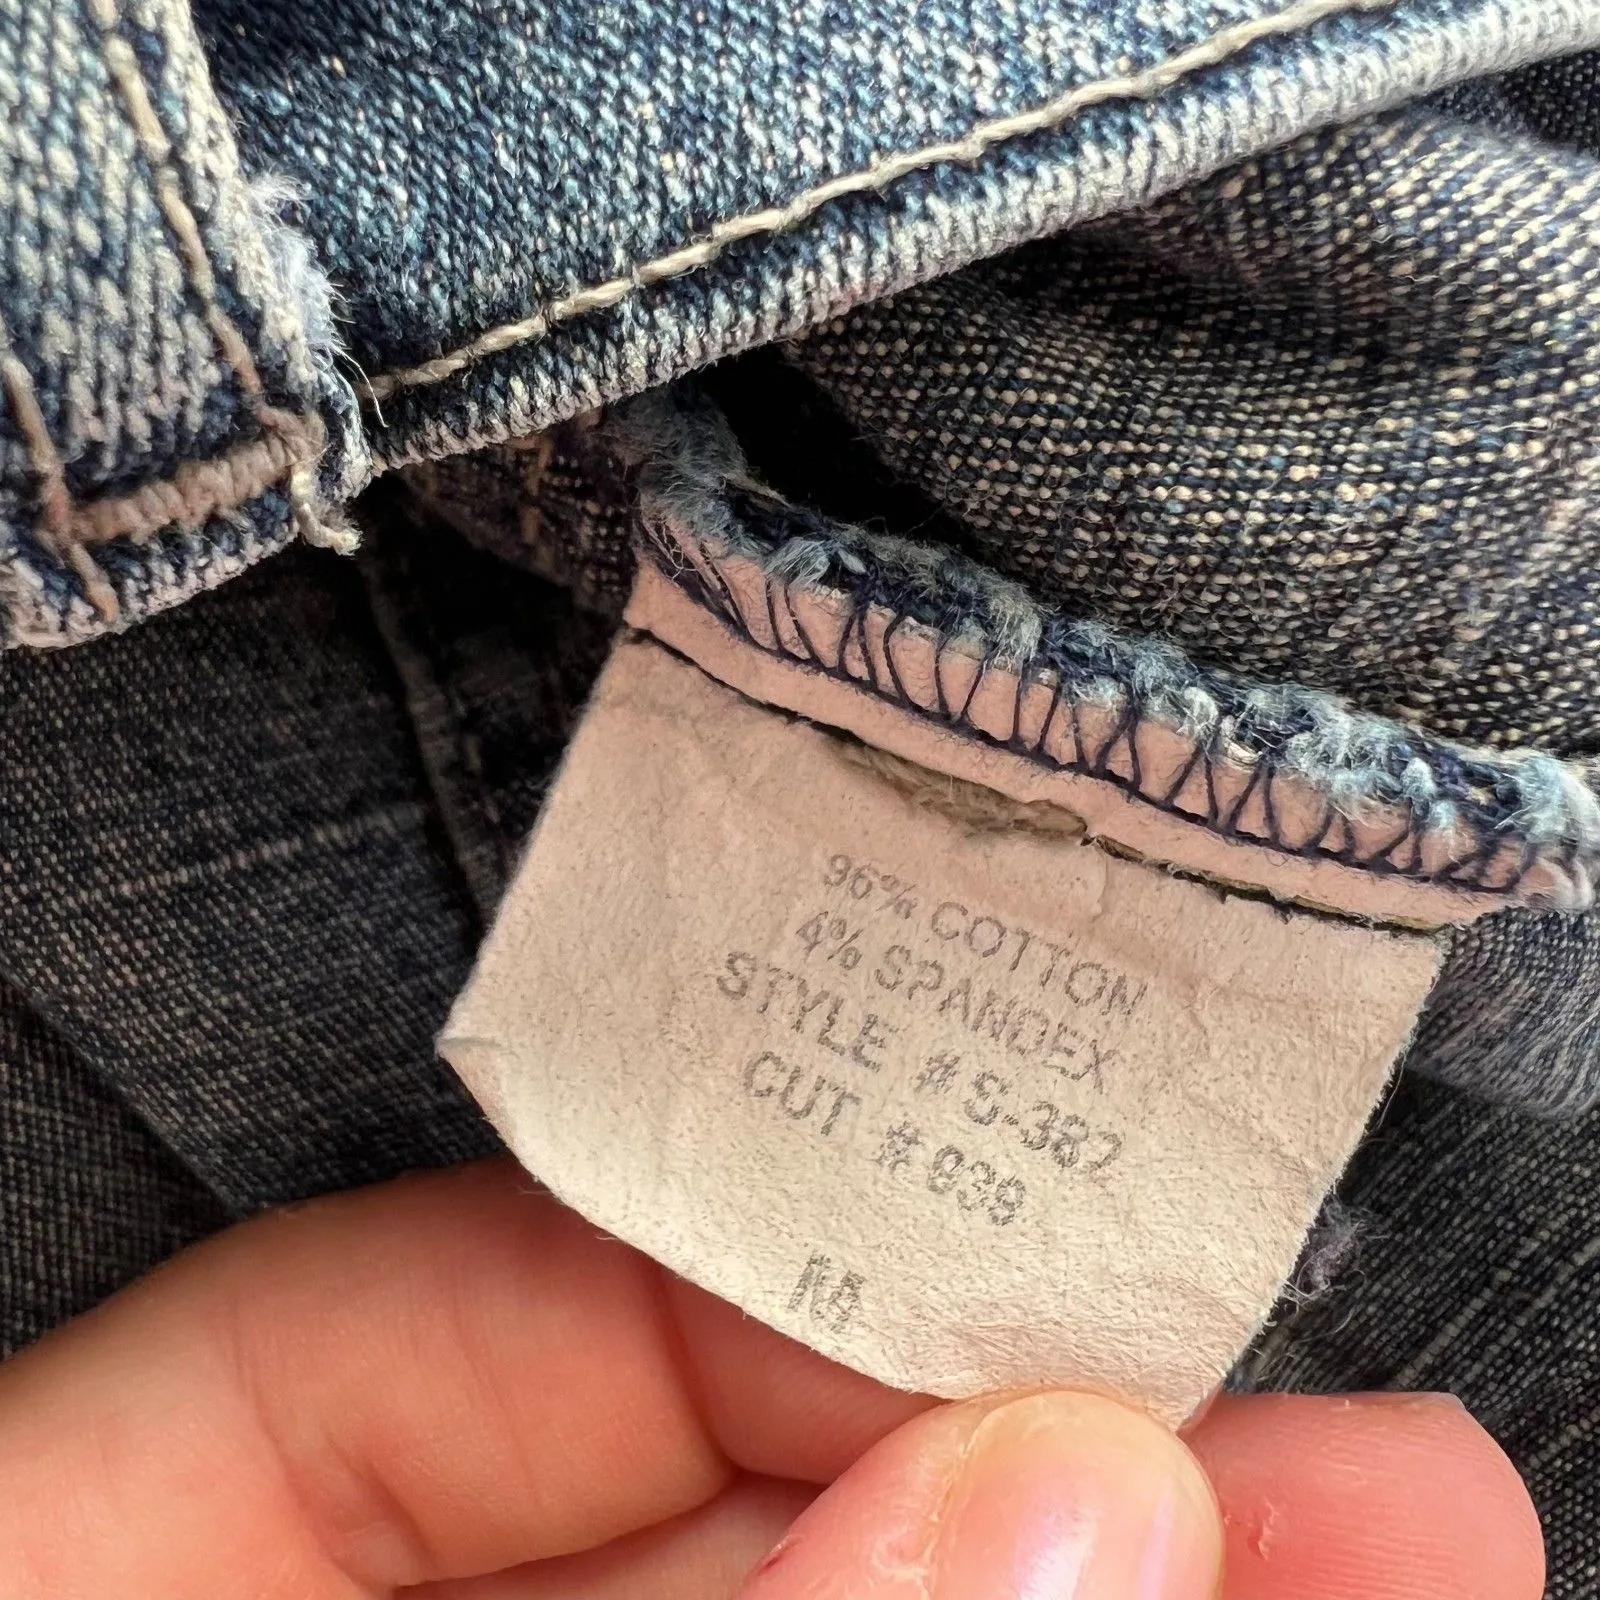 96% COTTON
4% SPANDEX
STYLE # S-382
CUT # 839